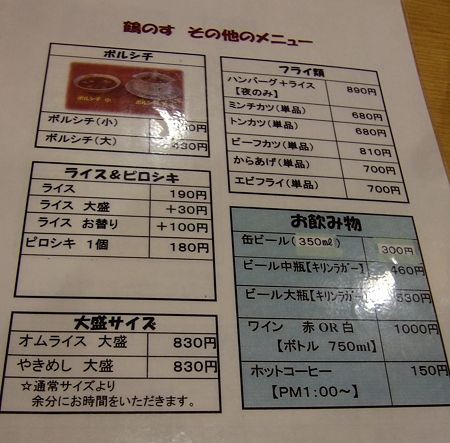 鶴のす その他のメニュー
ボルシチ
ボルシチ 中
ボルシチ(小)
ボルシチ(大)
ライス&ピロシキ
ライス 190円
ライス 大盛 +30円
ライス お替り +100円
ピロシキ 1個 180円
大盛サイズ
オムライス 大盛 830円
やきめし 大盛 830円
☆通常サイズより
余分にお時間をいただきます。
フライ類
ハンバーグ+ライス 890円
【夜のみ】
ミンチカツ(単品) 680円
トンカツ(単品) 680円
ビーフカツ(単品) 810円
からあげ(単品) 700円
エビフライ(単品) 700円
お飲み物
缶ビール(350㎖) 300円
ビール中瓶【キリンラガー】 460円
ビール大瓶【キリンラガー】 530円
ワイン 赤 OR 白 1000円
【ボトル 750ml】
ホットコーヒー 150円
【PM1:00~】